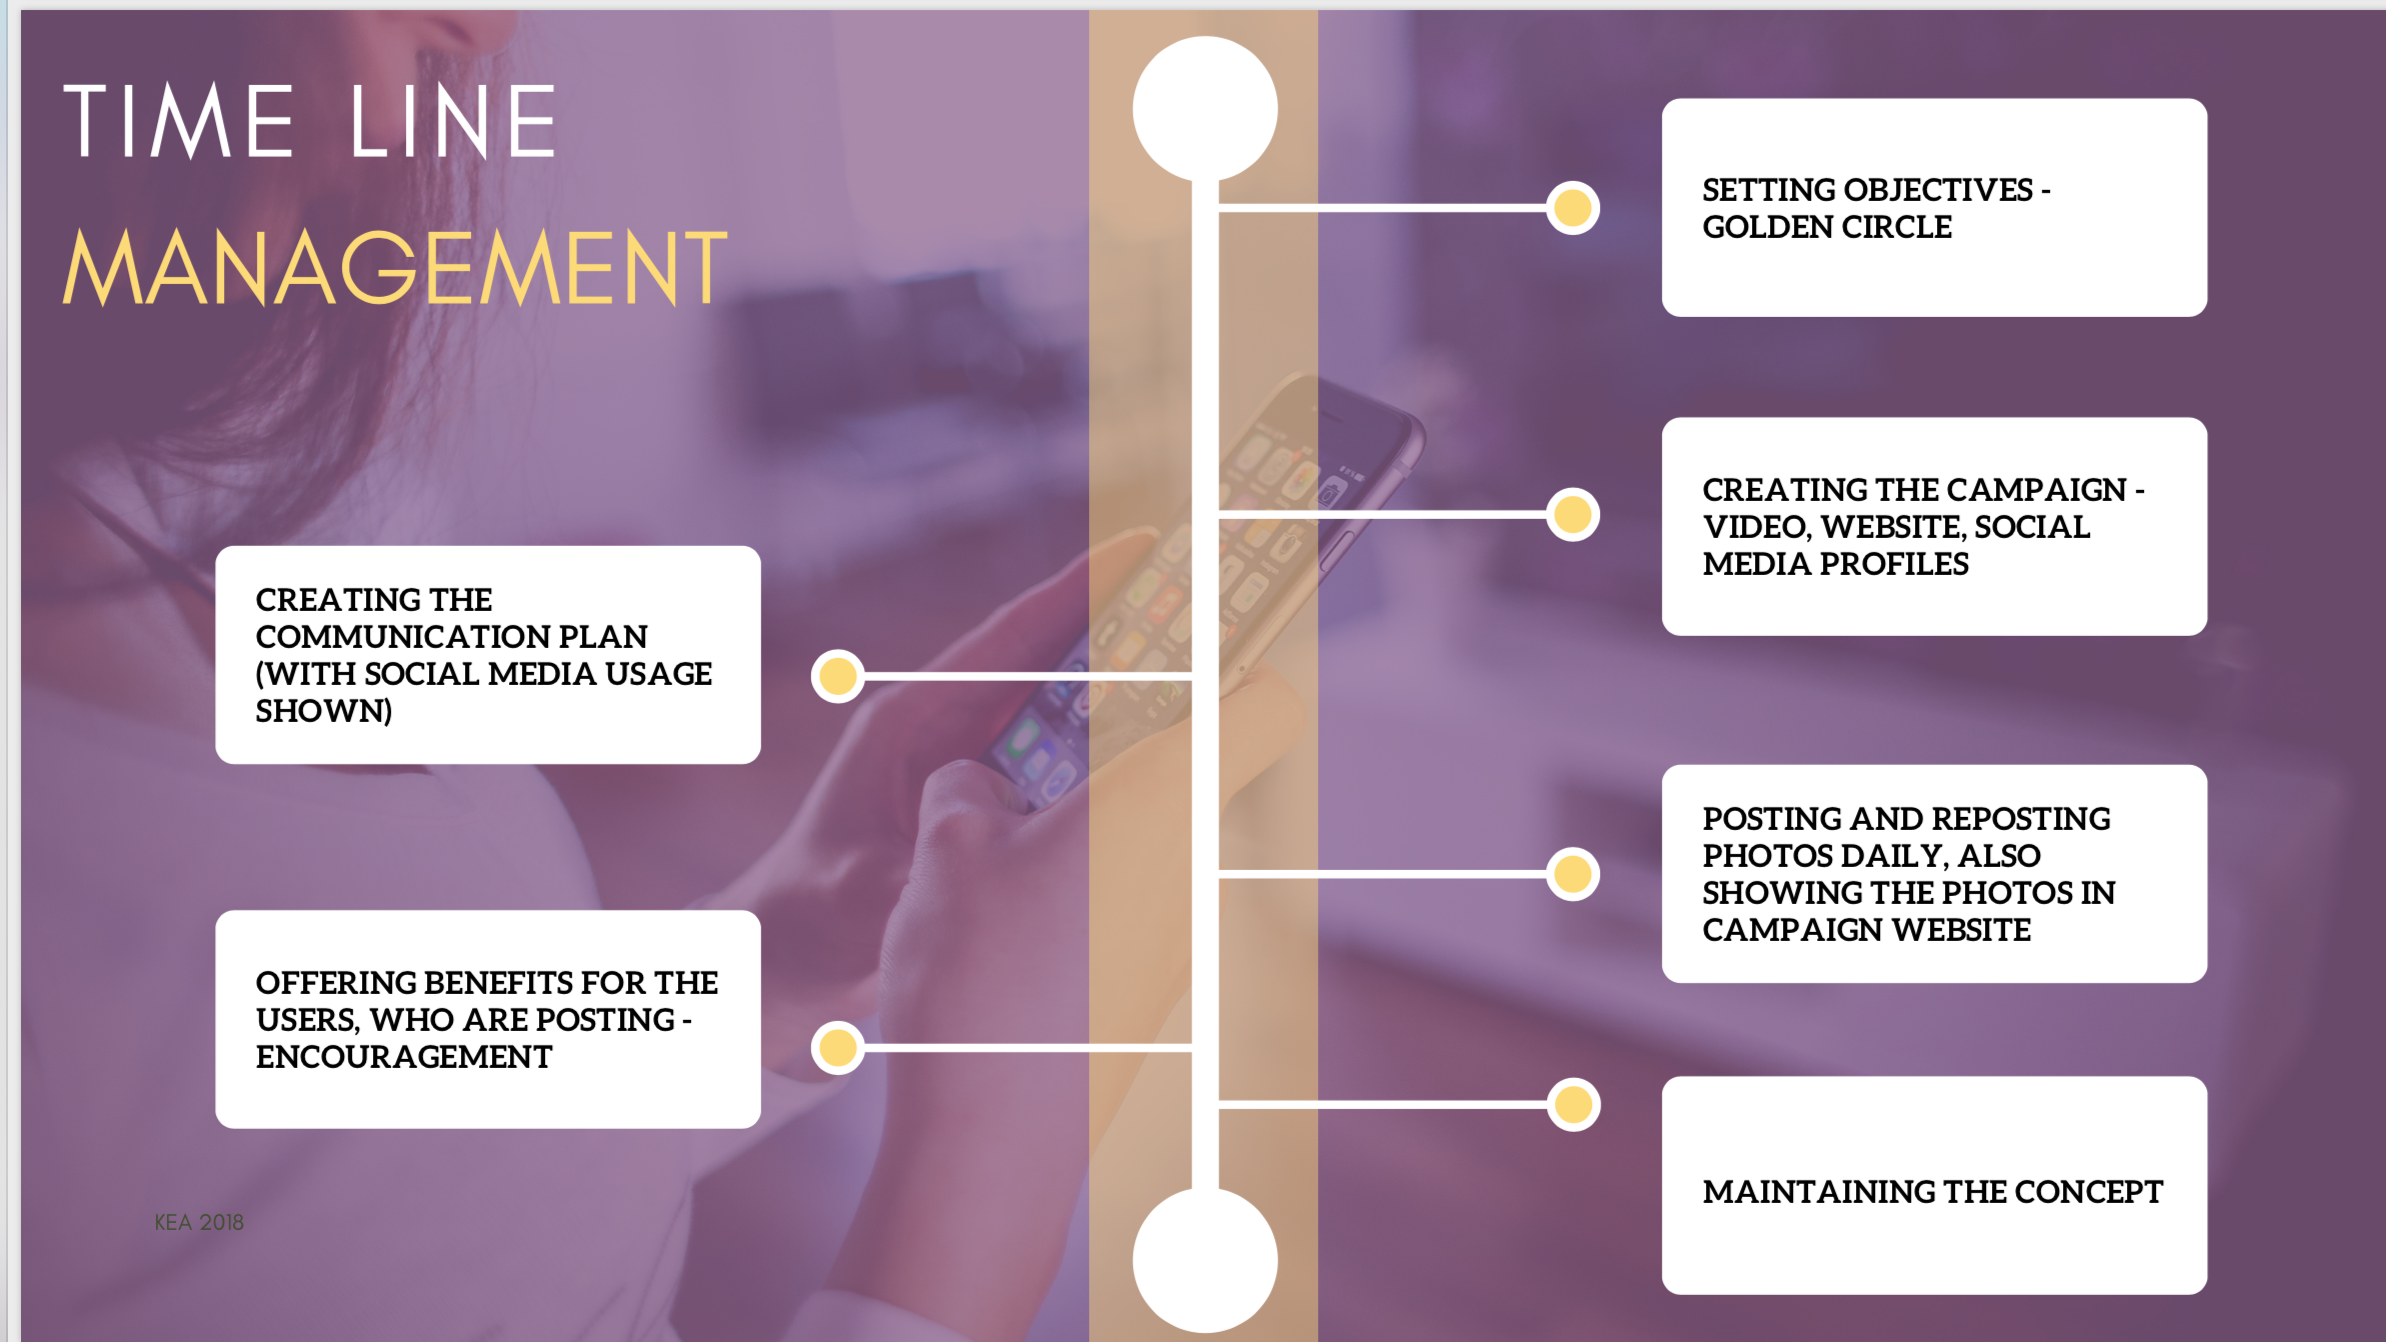 TIME LINE
MANAGEMENT
SETTING OBJECTIVES -
GOLDEN CIRCLE
CREATING THE CAMPAIGN -
VIDEO, WEBSITE, SOCIAL
MEDIA PROFILES
CREATING THE
COMMUNICATION PLAN
(WITH SOCIAL MEDIA USAGE
SHOWN)
POSTING AND REPOSTING
PHOTOS DAILY, ALSO
SHOWING THE PHOTOS IN
CAMPAIGN WEBSITE
OFFERING BENEFITS FOR THE
USERS, WHO ARE POSTING -
ENCOURAGEMENT
MAINTAINING THE CONCEPT
KEA 2018